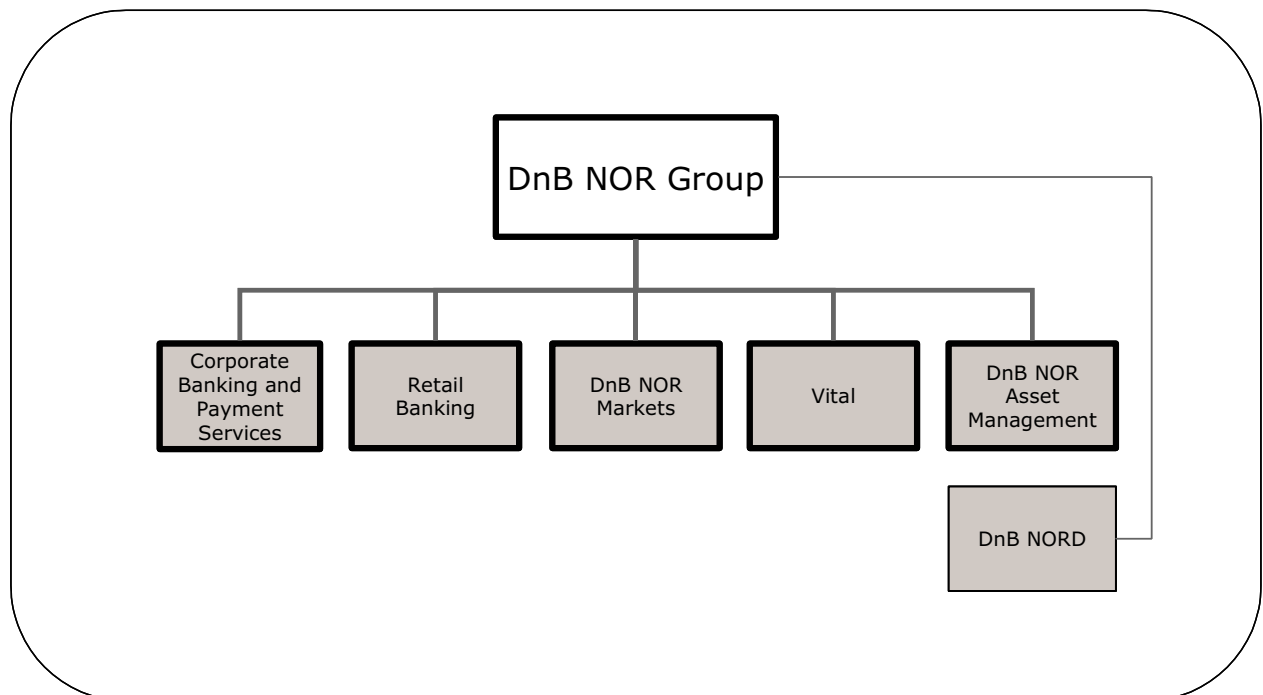 DnB NOR Group
Corporate
Banking and
Payment
Services
Retail
Banking
DnB NOR
Markets
Vital
DnB NOR
Asset
Management
DnB NORD